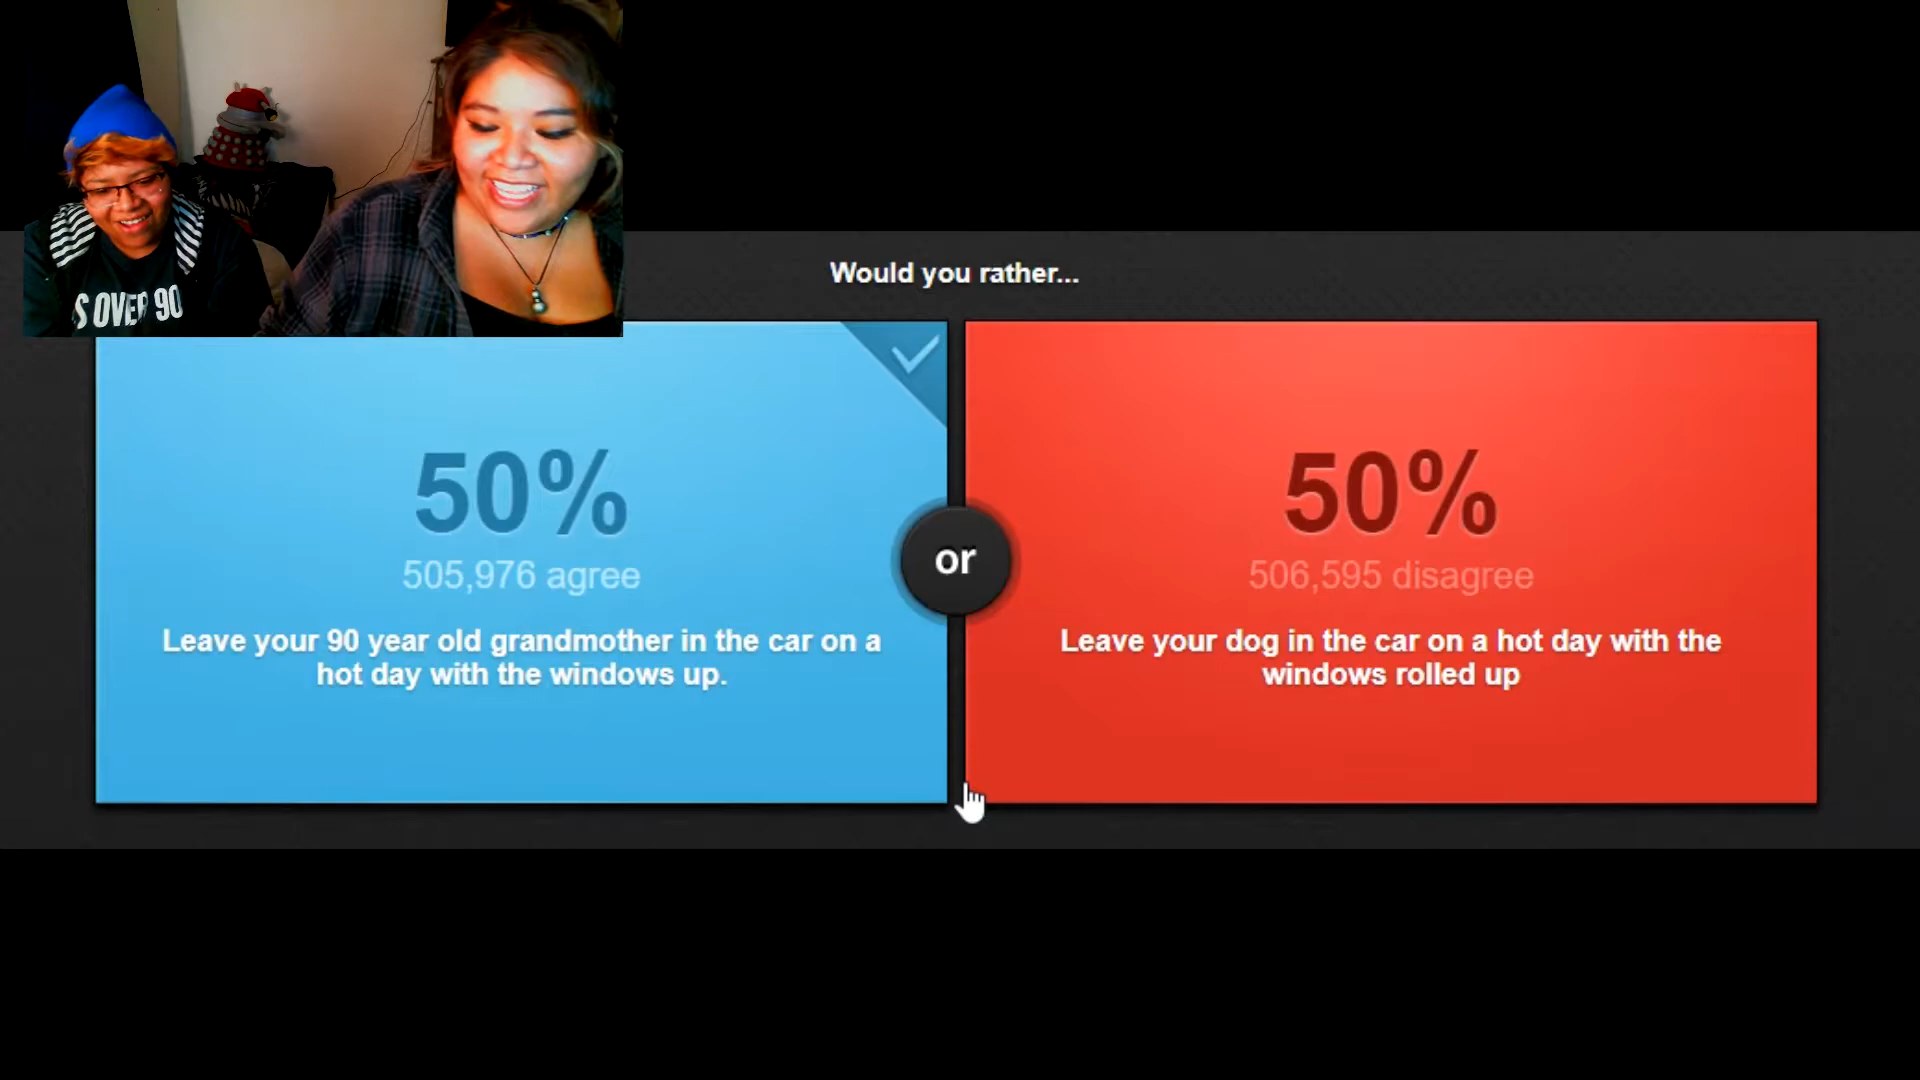 S OVER 90
Would you rather...
50%
505,976 agree
Leave your 90 year old grandmother in the car on a
hot day with the windows up.
or
50%
506,595 disagree
Leave your dog in the car on a hot day with the
windows rolled up